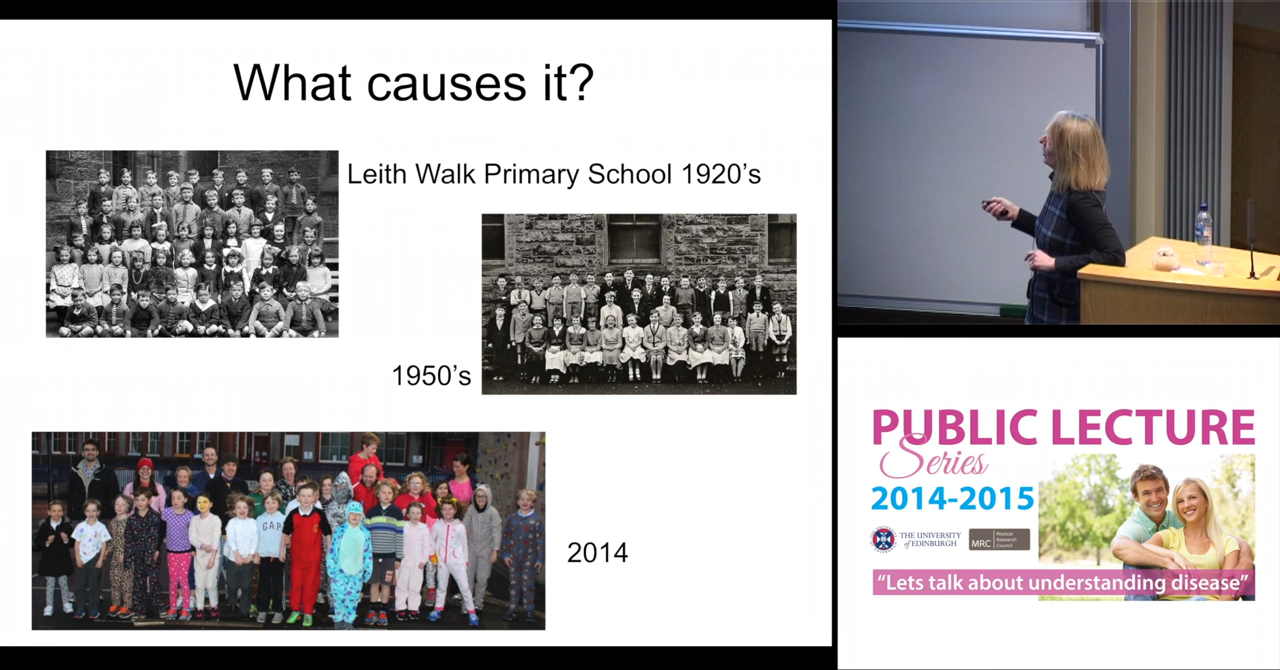 What causes it?
Leith Walk Primary School 1920's
1950's
2014
GAP
PUBLIC LECTURE
Series
2014-2015
THE UNIVERSITY
of EDINBURGH
MRC
Medical
Research
Council
“Lets talk about understanding disease”